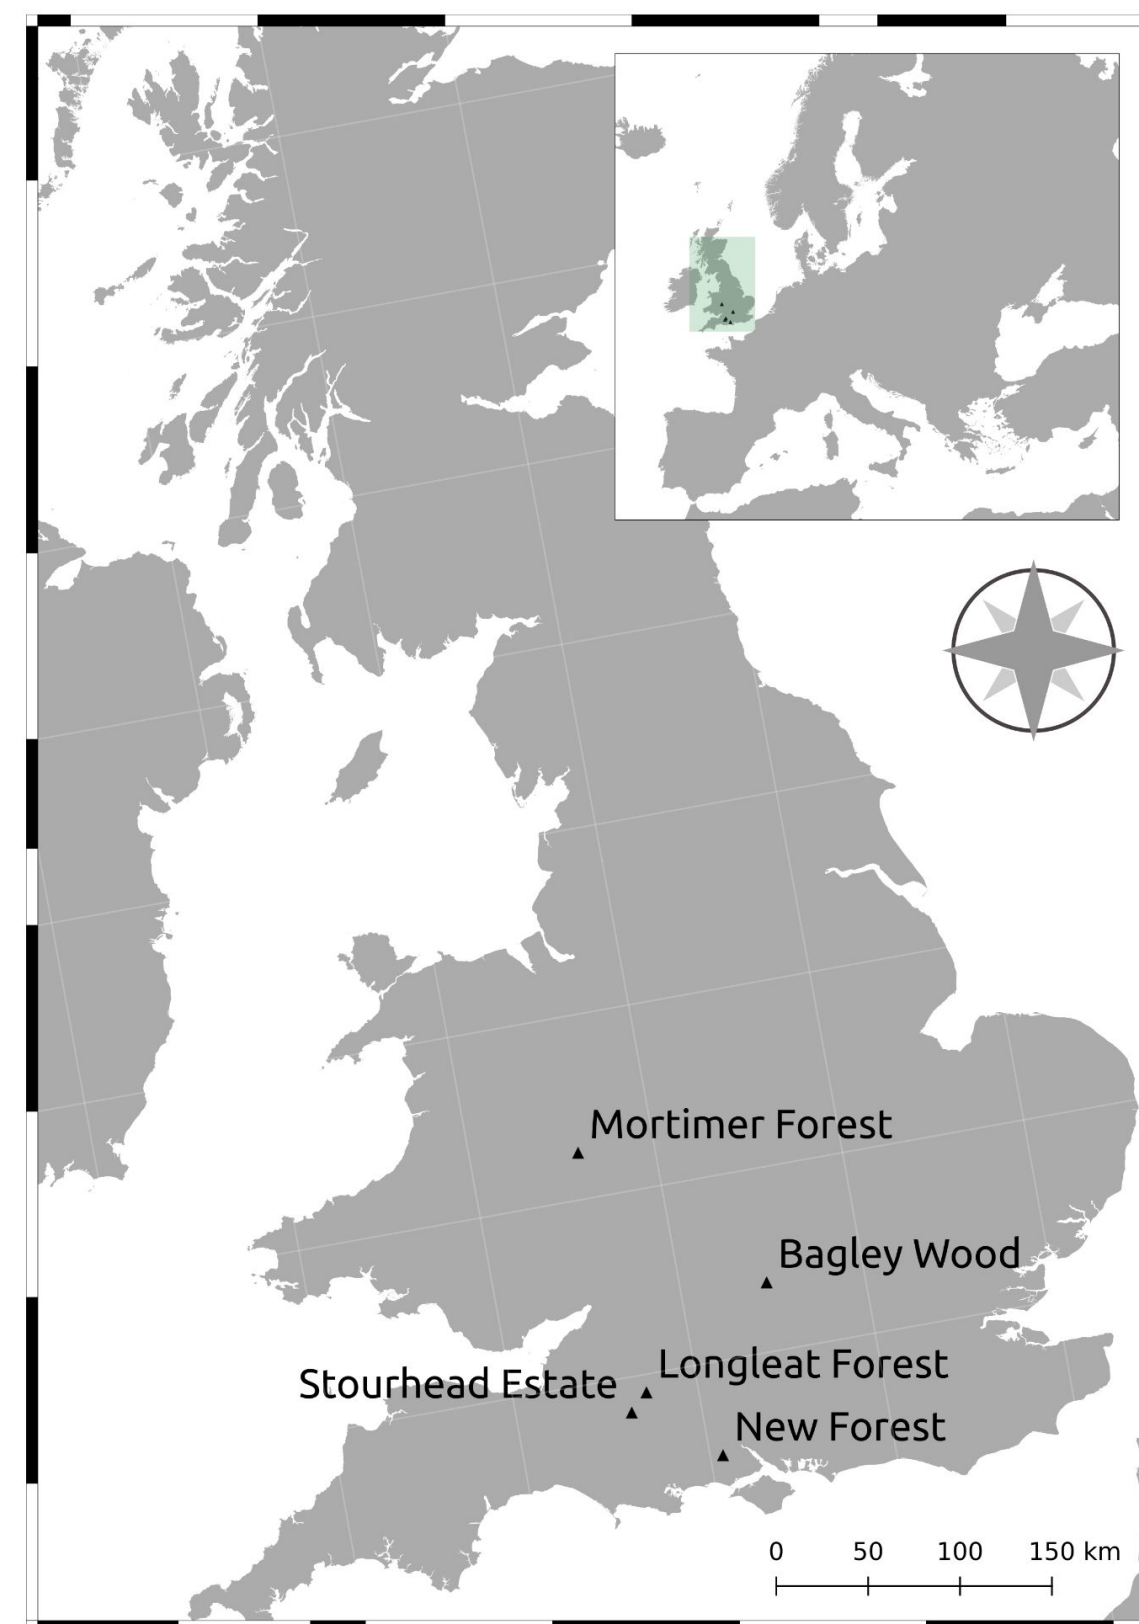 Mortimer Forest
Bagley Wood
Longleat Forest
Stourhead Estate
New Forest
0 50 100 150 km